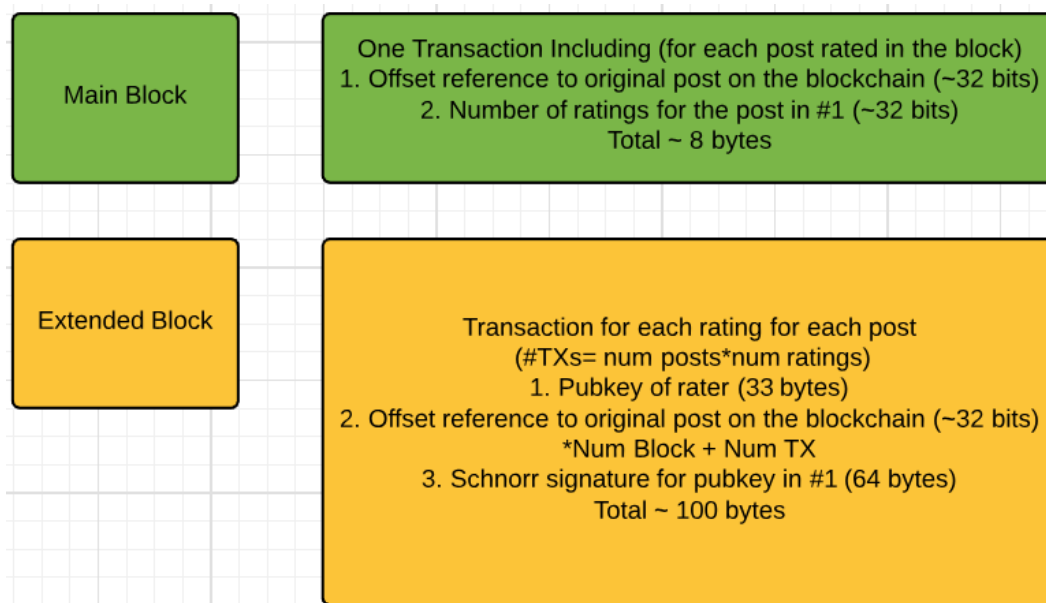 Main Block
One Transaction Including (for each post rated in the block)
1. Offset reference to original post on the blockchain (~32 bits)
2. Number of ratings for the post in #1 (~32 bits)
Total ~ 8 bytes
Extended Block
Transaction for each rating for each post
(#TXs= num posts*num ratings)
1. Pubkey of rater (33 bytes)
2. Offset reference to original post on the blockchain (~32 bits)
*Num Block + Num TX
3. Schnorr signature for pubkey in #1 (64 bytes)
Total ~ 100 bytes